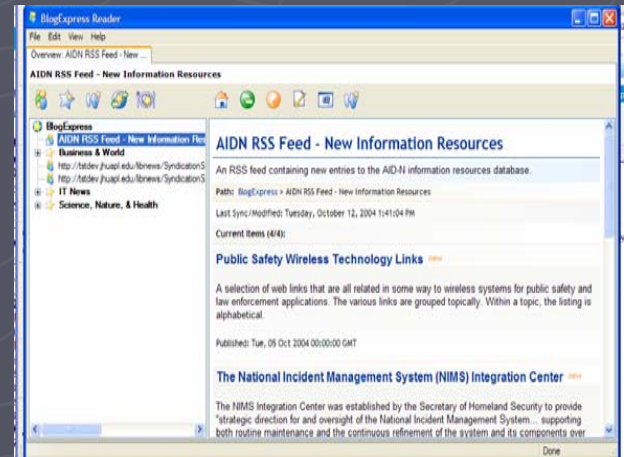 BlogExpress Reader
File Edit View Help
Overview: AIDN RSS Feed - New ...
AIDN RSS Feed - New Information Resources
BlogExpress
AIDN RSS Feed - New Information Res
Business & World
http://tstdev.jhuapl.edu/libnews/SyndicationS
http://tstdev.jhuapl.edu/libnews/SyndicationS
IT News
Science, Nature, & Health
AIDN RSS Feed - New Information Resources
An RSS feed containing new entries to the AID-N information resources database.
Path: BlogExpress > AIDN RSS Feed - New Information Resources
Last Sync/Modified: Tuesday, October 12, 2004 1:41:04 PM
Current Items (4/4):
Public Safety Wireless Technology Links new
A selection of web links that are all related in some way to wireless systems for public safety and
law enforcement applications. The various links are grouped topically. Within a topic, the listing is
alphabetical.
Published: Tue, 05 Oct 2004 00:00:00 GMT
The National Incident Management System (NIMS) Integration Center new
The NIMS Integration Center was established by the Secretary of Homeland Security to provide
"strategic direction for and oversight of the National Incident Management System... supporting
both routine maintenance and the continuous refinement of the system and its components over
Done